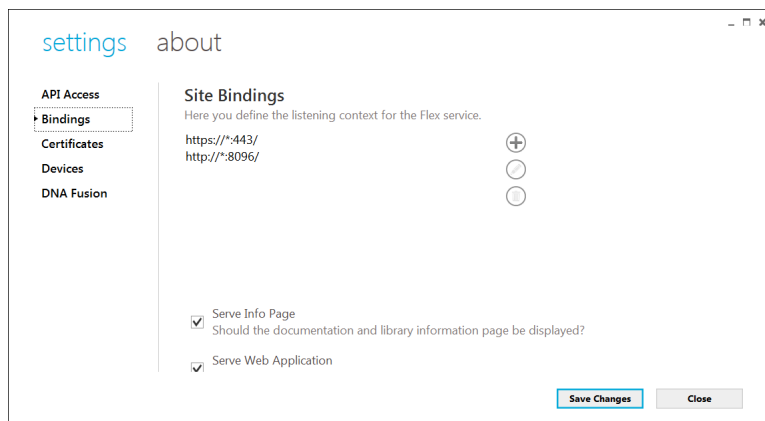 settings about
API Access
Bindings
Certificates
Devices
DNA Fusion
Site Bindings
Here you define the listening context for the Flex service.
https://*:443/
http://*:8096/
Serve Info Page
Should the documentation and library information page be displayed?
Serve Web Application
Save Changes Close